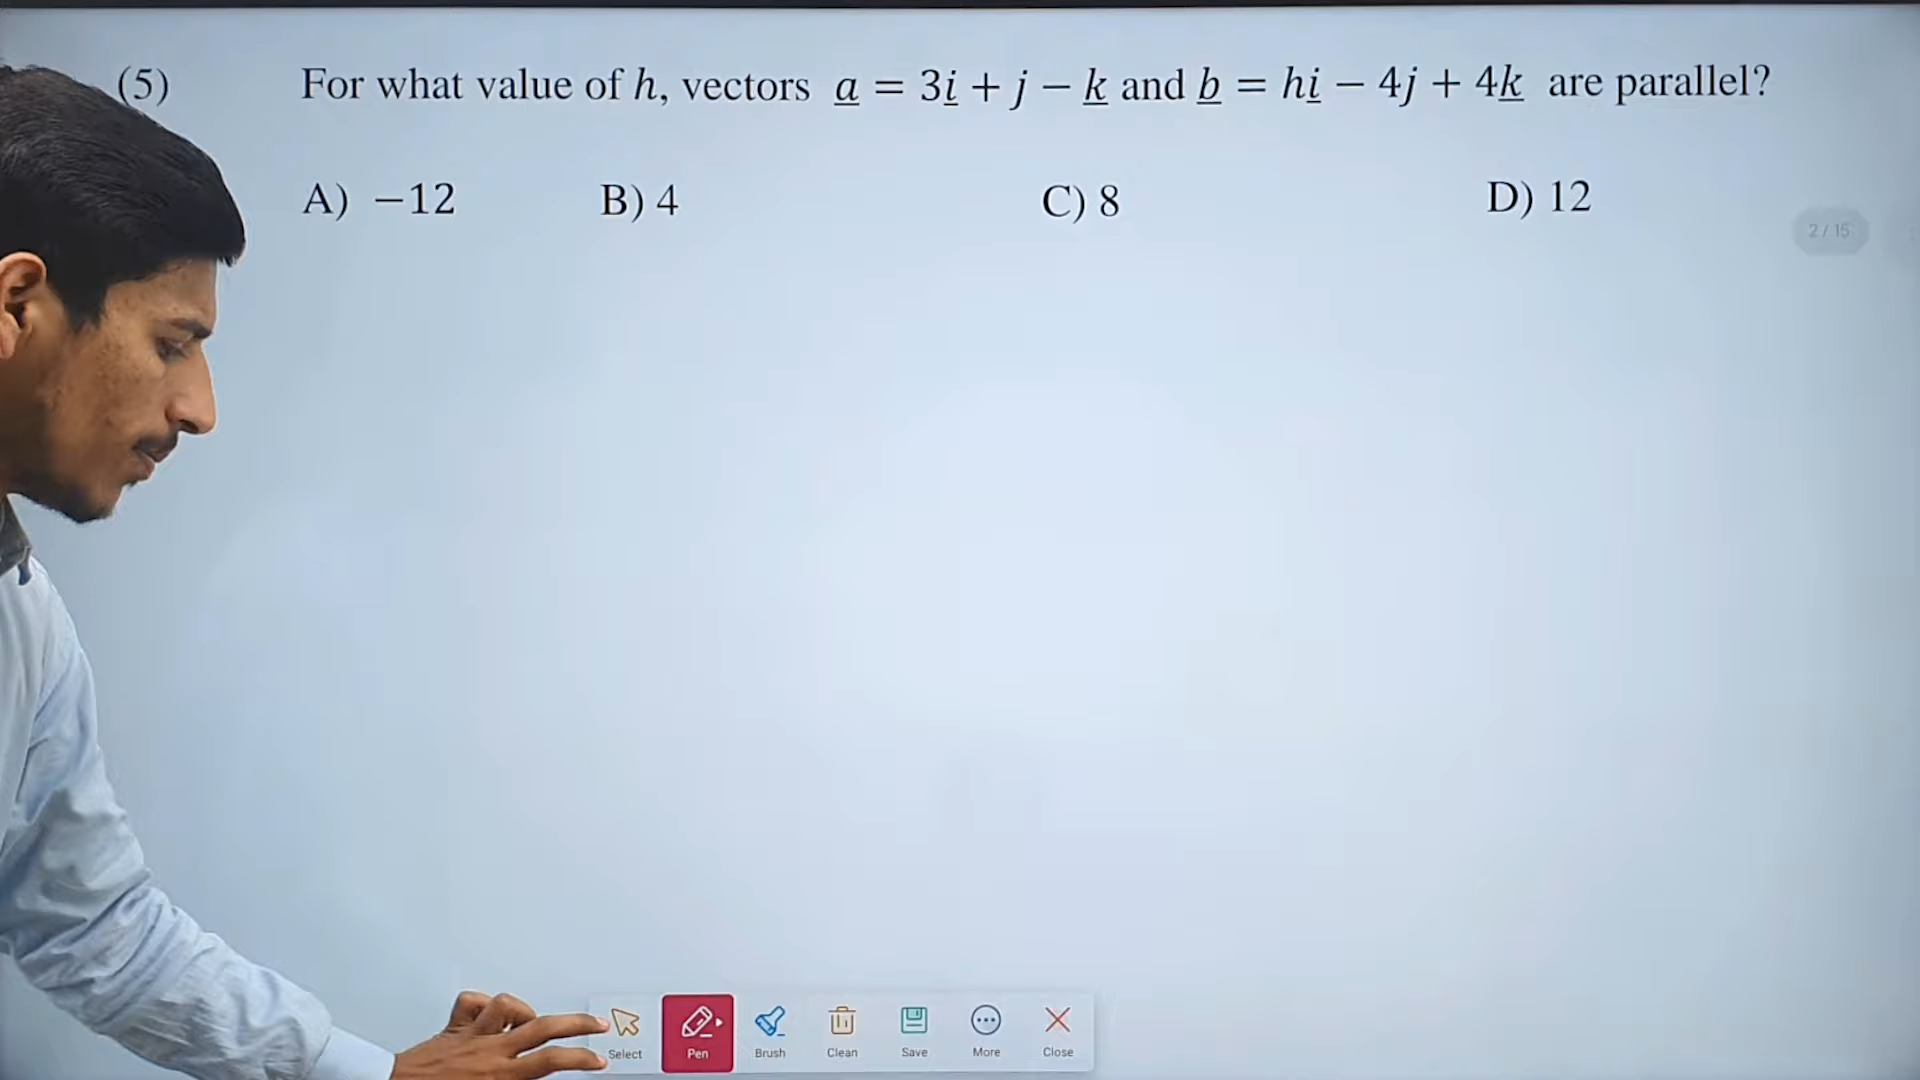 (5) For what value of h, vectors a = 3i + j − k and b = hi − 4j + 4k are parallel?
A) −12 B) 4 C) 8 D) 12
2 / 15
Select Pen Brush Clean Save More Close